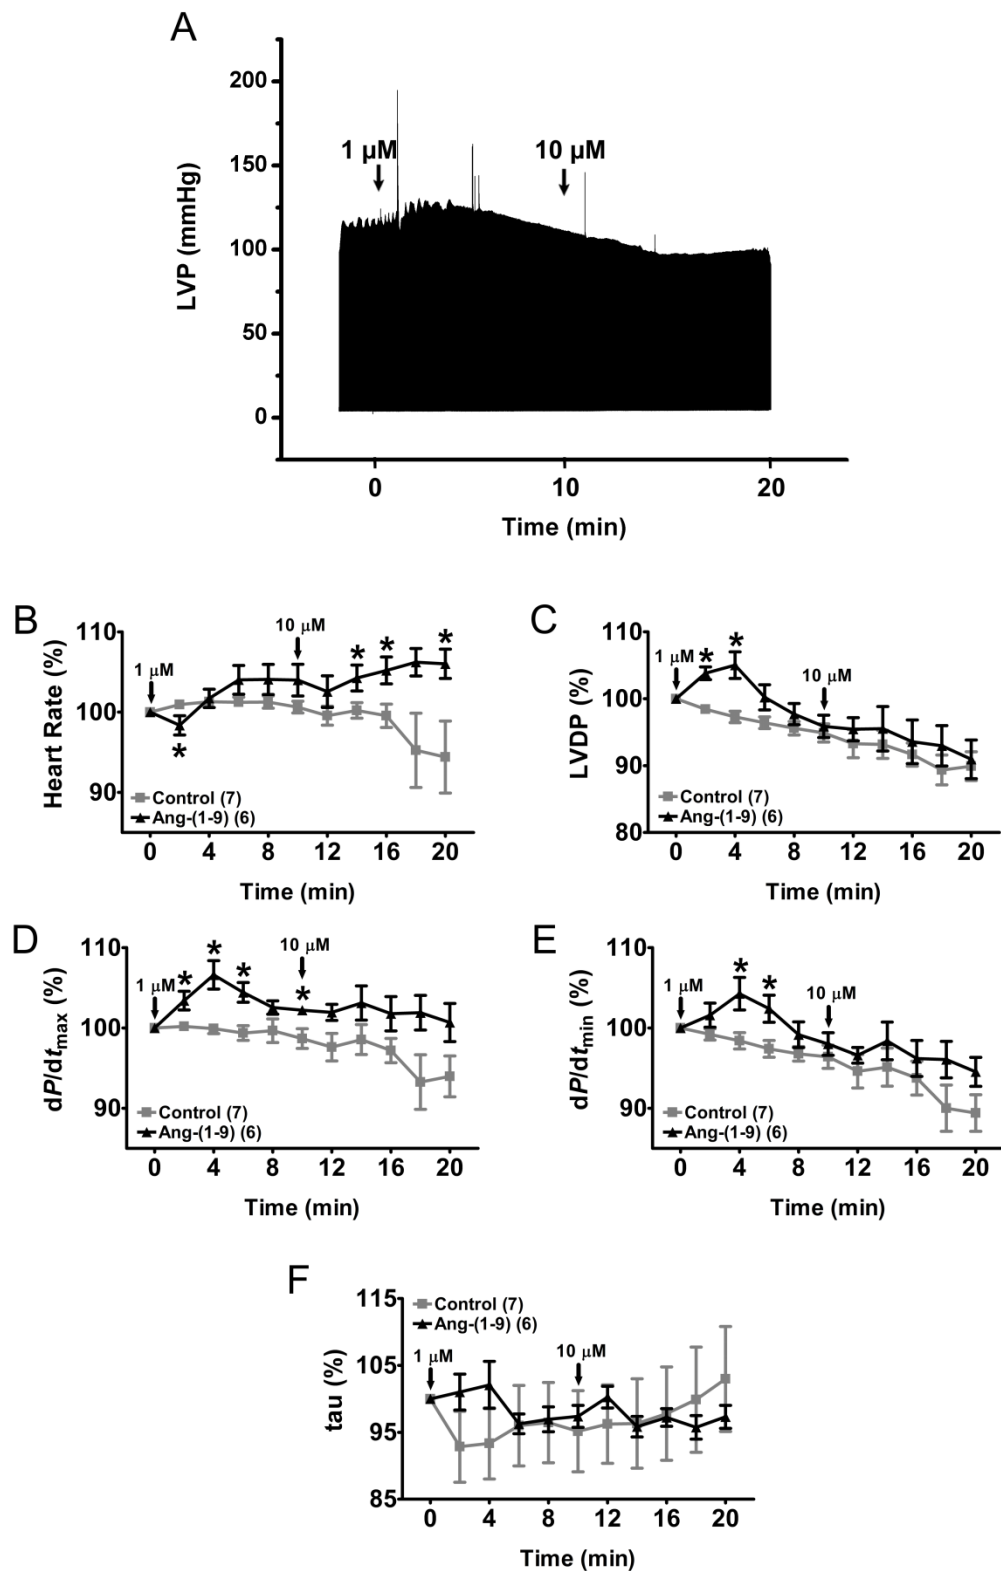 A
LVP (mmHg)
200
150
100
50
0
1 µM
10 µM
0
10
20
Time (min)
B
Heart Rate (%)
110
100
90
1 µM
10 µM
*
*
*
*
Control (7)
Ang-(1-9) (6)
0 4 8 12 16 20
Time (min)
C
LVDP (%)
110
100
90
80
1 µM
10 µM
*
*
Control (7)
Ang-(1-9) (6)
0 4 8 12 16 20
Time (min)
D
dP/dtmax (%)
110
100
90
1 µM
10 µM
*
*
*
*
Control (7)
Ang-(1-9) (6)
0 4 8 12 16 20
Time (min)
E
dP/dtmin (%)
110
100
90
1 µM
10 µM
*
*
Control (7)
Ang-(1-9) (6)
0 4 8 12 16 20
Time (min)
F
tau (%)
115
105
95
85
Control (7)
Ang-(1-9) (6)
1 µM
10 µM
0 4 8 12 16 20
Time (min)